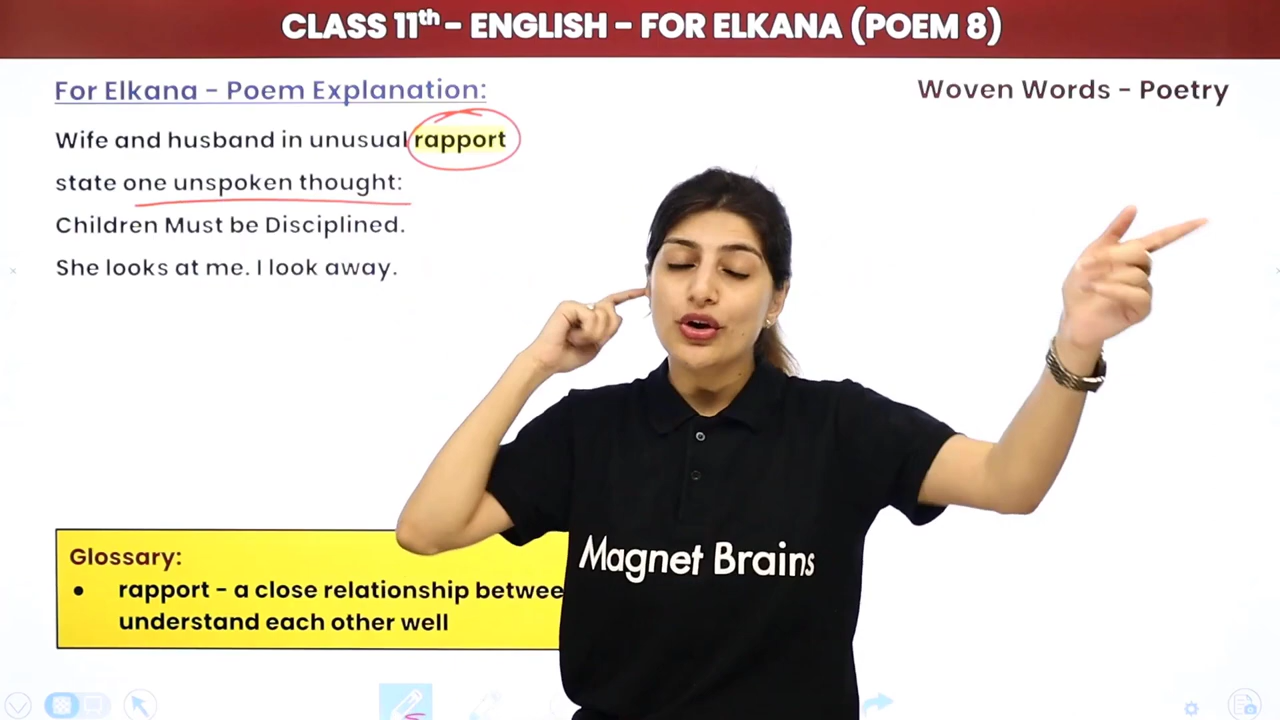 CLASS 11th - ENGLISH - FOR ELKANA (POEM 8)
For Elkana - Poem Explanation:
Woven Words - Poetry
Wife and husband in unusual rapport
state one unspoken thought:
Children Must be Disciplined.
She looks at me. I look away.
Magnet Brains
Glossary:
• rapport - a close relationship
understand each other well